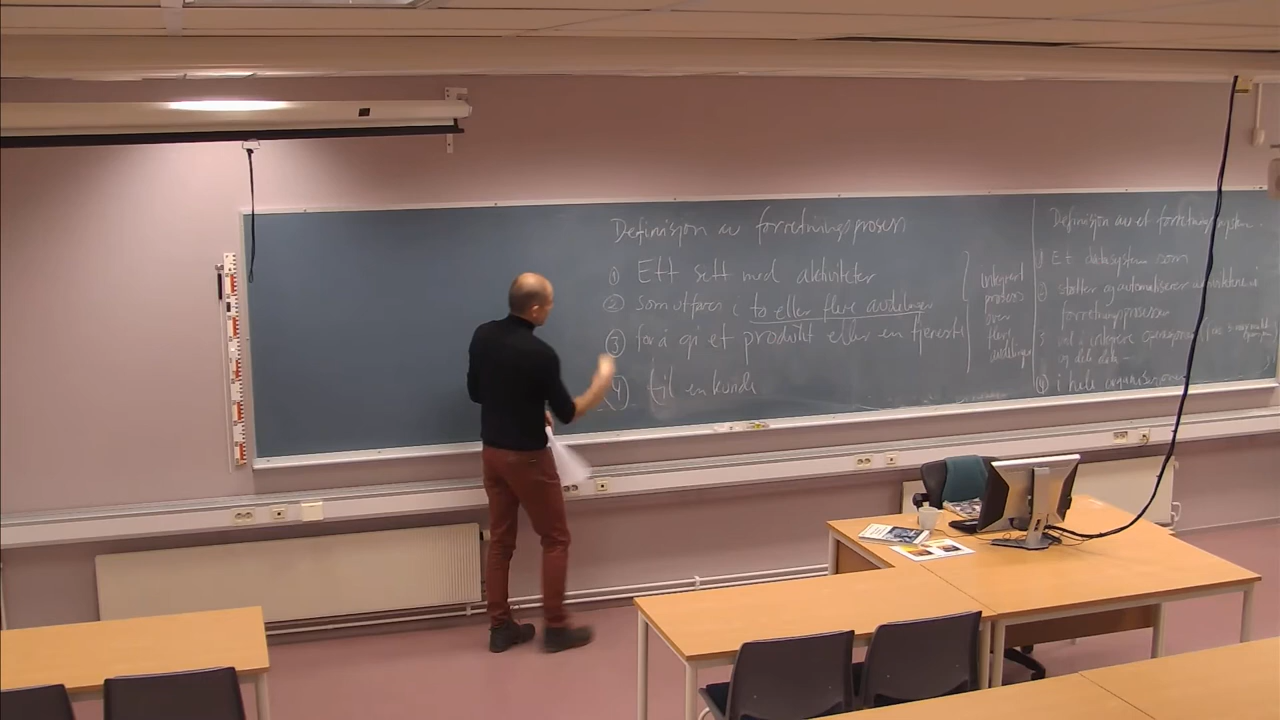 Definisjon av forretningsprosess
① Ett sett med aktiviteter
② som utføres i to eller flere avdelinger
③ for å gi et produkt eller en tjeneste
④ til en kunde
integrert
prosess
over
flere
avdelinger
Definisjon av et forretningssystem
① Et datasystem som
② støtter og automatiserer aktivitetene i
forretningsprosessen
3 ved å integrere
og dele data
④ i hele organisasjonen